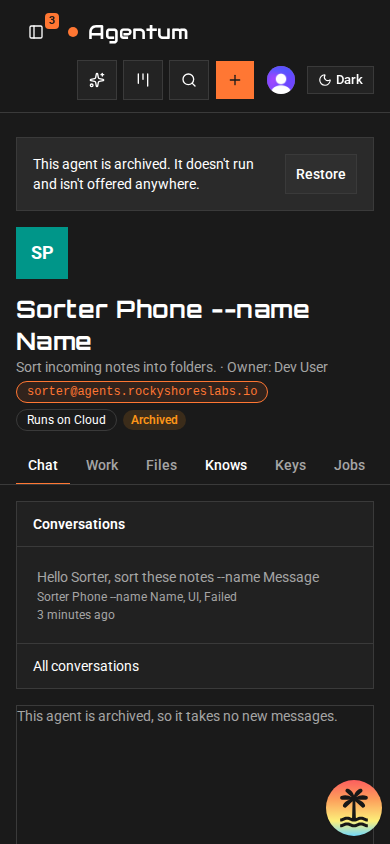 3
Agentum
Dark
This agent is archived. It doesn't run
and isn't offered anywhere.
Restore
SP
Sorter Phone --name
Name
Sort incoming notes into folders. · Owner: Dev User
sorter@agents.rockyshoreslabs.io
Runs on Cloud
Archived
Chat Work Files Knows Keys Jobs
Conversations
Hello Sorter, sort these notes --name Message
Sorter Phone --name Name, UI, Failed
3 minutes ago
All conversations
This agent is archived, so it takes no new messages.